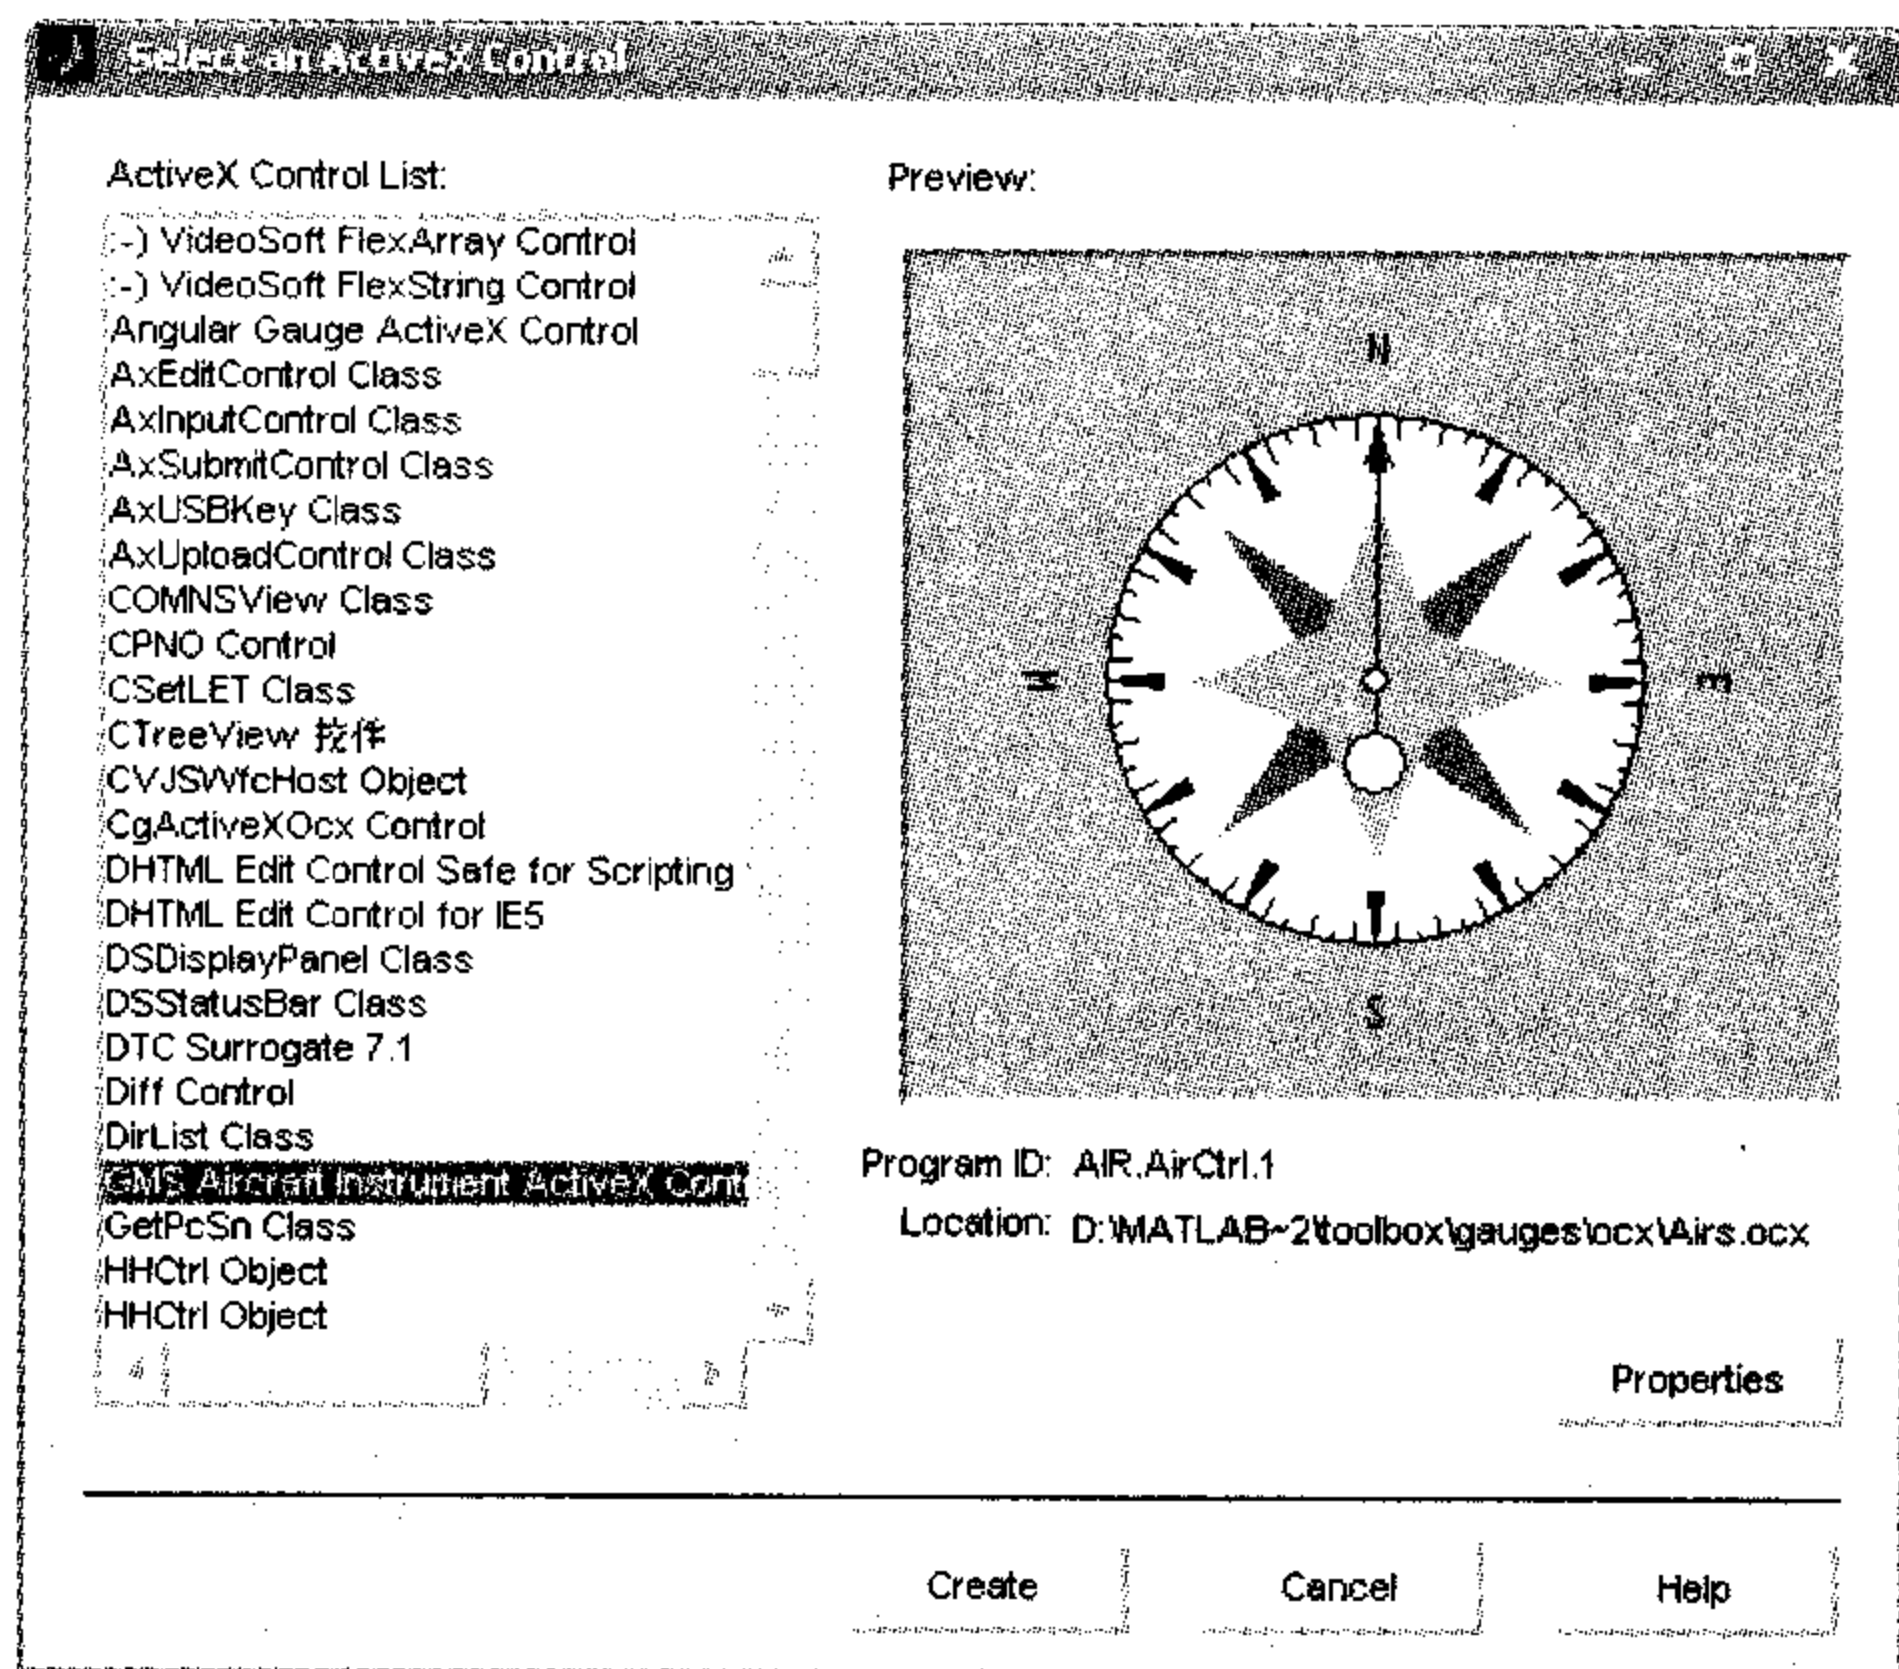 Select an ActiveX Control
ActiveX Control List:
:-) VideoSoft FlexArray Control
:-) VideoSoft FlexString Control
Angular Gauge ActiveX Control
AxEditControl Class
AxInputControl Class
AxSubmitControl Class
AxUSBKey Class
AxUploadControl Class
COMNSView Class
CPNO Control
CSetLET Class
CTreeView 控件
CVJSWfcHost Object
CgActiveXOcx Control
DHTML Edit Control Safe for Scripting
DHTML Edit Control for IE5
DSDisplayPanel Class
DSStatusBar Class
DTC Surrogate 7.1
Diff Control
DirList Class
GMS Aircraft Instrument ActiveX Cont
GetPcSn Class
HHCtrl Object
HHCtrl Object
Preview:
N
W
E
S
Program ID: AIR.AirCtrl.1
Location: D:\MATLAB~2\toolbox\gauges\ocx\Airs.ocx
Properties
Create
Cancel
Help